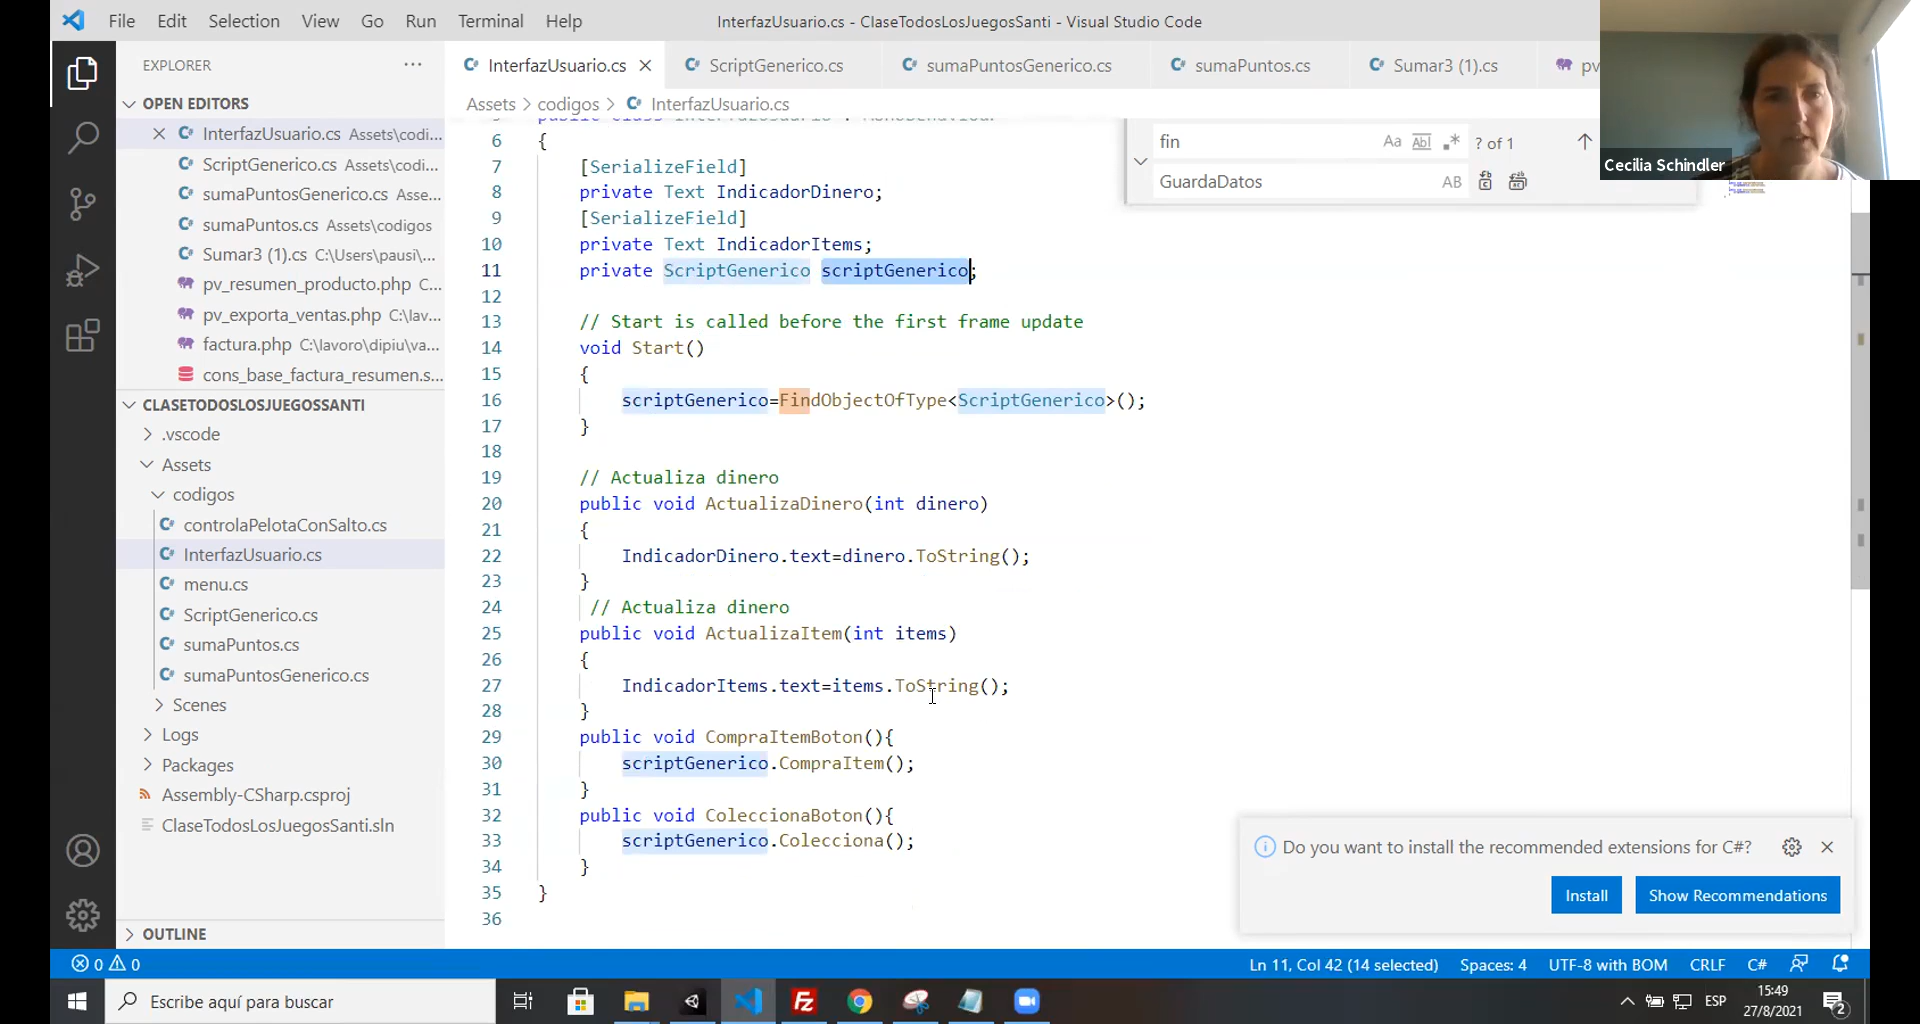 File Edit Selection View Go Run Terminal Help
InterfazUsuario.cs - ClaseTodosLosJuegosSanti - Visual Studio Code
EXPLORER
OPEN EDITORS
InterfazUsuario.cs Assets\codi...
ScriptGenerico.cs Assets\codi...
sumaPuntosGenerico.cs Asse...
sumaPuntos.cs Assets\codigos
Sumar3 (1).cs C:\Users\pausi\...
pv_resumen_producto.php C...
pv_exporta_ventas.php C:\lav...
factura.php C:\lavoro\dipiu\va...
cons_base_factura_resumen.s...
CLASETODOSLOSJUEGOSSANTI
.vscode
Assets
codigos
controlaPelotaConSalto.cs
InterfazUsuario.cs
menu.cs
ScriptGenerico.cs
sumaPuntos.cs
sumaPuntosGenerico.cs
Scenes
Logs
Packages
Assembly-CSharp.csproj
ClaseTodosLosJuegosSanti.sln
OUTLINE
InterfazUsuario.cs ScriptGenerico.cs sumaPuntosGenerico.cs sumaPuntos.cs Sumar3 (1).cs pv
Assets > codigos > InterfazUsuario.cs
fin Aa Abl .* ? of 1
GuardaDatos AB
Cecilia Schindler
6 {
7 [SerializeField]
8 private Text IndicadorDinero;
9 [SerializeField]
10 private Text IndicadorItems;
11 private ScriptGenerico scriptGenerico;
12
13 // Start is called before the first frame update
14 void Start()
15 {
16 scriptGenerico=FindObjectOfType<ScriptGenerico>();
17 }
18
19 // Actualiza dinero
20 public void ActualizaDinero(int dinero)
21 {
22 IndicadorDinero.text=dinero.ToString();
23 }
24 // Actualiza dinero
25 public void ActualizaItem(int items)
26 {
27 IndicadorItems.text=items.ToString();
28 }
29 public void CompraItemBoton(){
30 scriptGenerico.CompraItem();
31 }
32 public void ColeccionaBoton(){
33 scriptGenerico.Colecciona();
34 }
35 }
36
Do you want to install the recommended extensions for C#?
Install Show Recommendations
0 0
Ln 11, Col 42 (14 selected) Spaces: 4 UTF-8 with BOM CRLF C#
Escribe aquí para buscar
ESP
15:49
27/8/2021
2